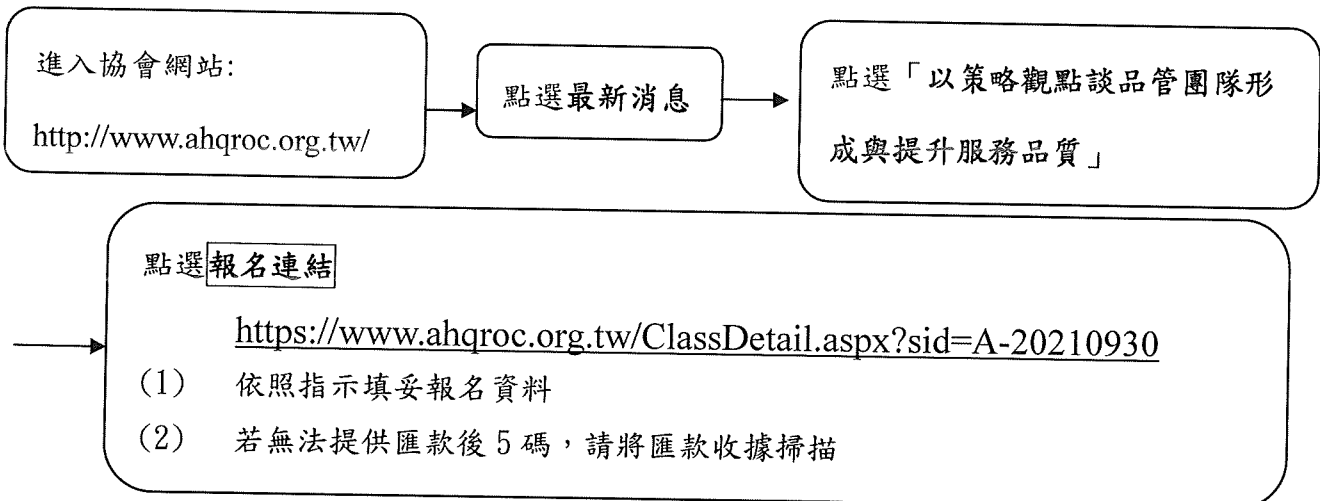 進入協會網站:
http://www.ahqroc.org.tw/
點選最新消息
點選「以策略觀點談品管團隊形
成與提升服務品質」
點選報名連結
https://www.ahqroc.org.tw/ClassDetail.aspx?sid=A-20210930
(1) 依照指示填妥報名資料
(2) 若無法提供匯款後5碼，請將匯款收據掃描